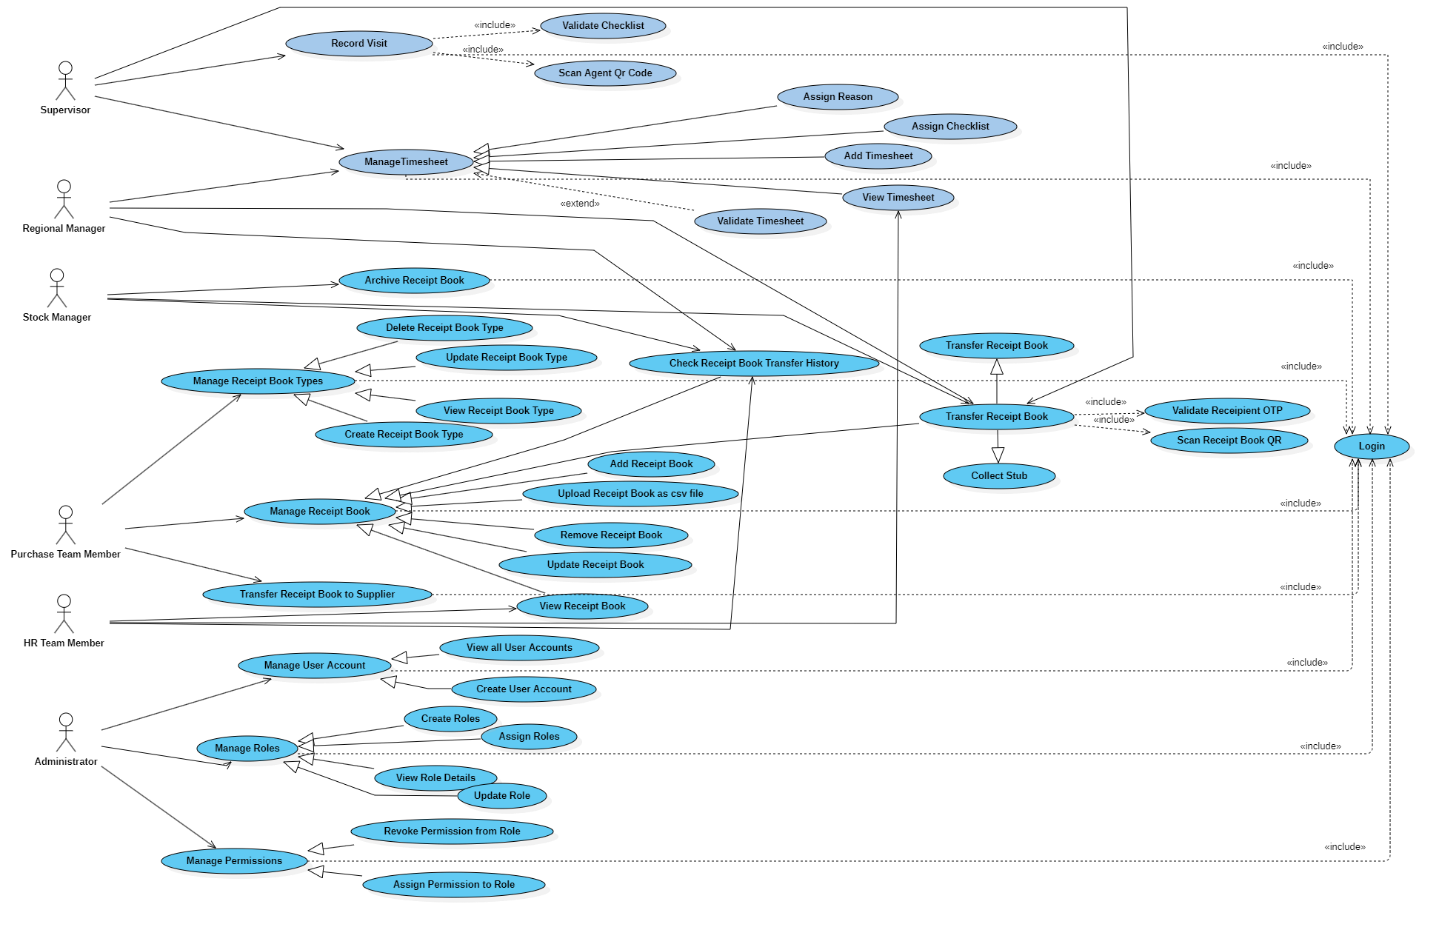 «include»
Validate Checklist
Record Visit
«include»
«include»
Scan Agent Qr Code
Supervisor
Assign Reason
Assign Checklist
ManageTimesheet
Add Timesheet
«include»
View Timesheet
«extend»
Validate Timesheet
Regional Manager
«include»
Archive Receipt Book
Stock Manager
Delete Receipt Book Type
Transfer Receipt Book
Update Receipt Book Type
Check Receipt Book Transfer History
«include»
Manage Receipt Book Types
«include»
View Receipt Book Type
Transfer Receipt Book
Validate Receipient OTP
«include»
Create Receipt Book Type
Scan Receipt Book QR
Login
Add Receipt Book
Collect Stub
Upload Receipt Book as csv file
«include»
Manage Receipt Book
Remove Receipt Book
Purchase Team Member
Update Receipt Book
«include»
Transfer Receipt Book to Supplier
View Receipt Book
HR Team Member
View all User Accounts
«include»
Manage User Account
Create User Account
Create Roles
Assign Roles
«include»
Manage Roles
Administrator
View Role Details
Update Role
Revoke Permission from Role
«include»
Manage Permissions
Assign Permission to Role